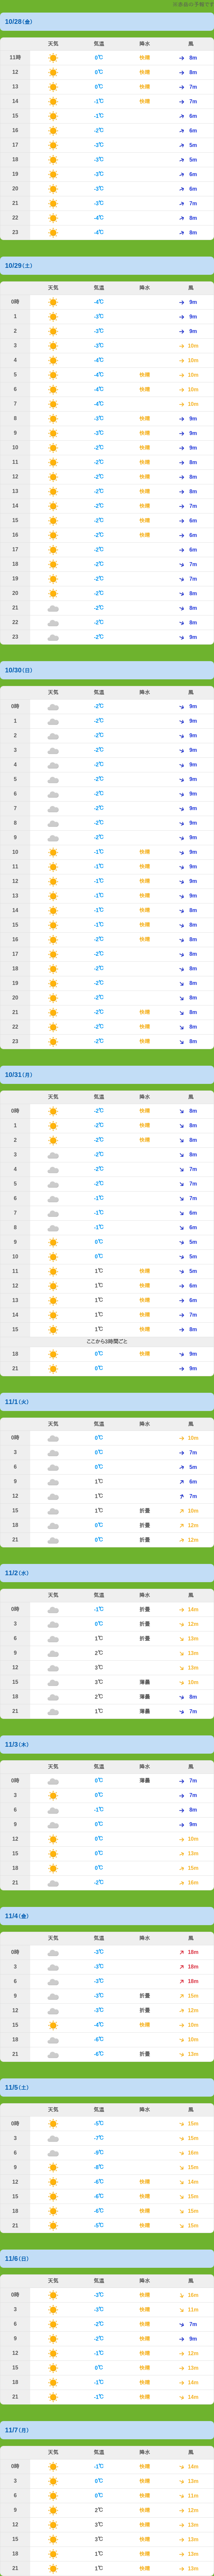 10/28(金)
天気 気温 降水 風
11時 0℃ 快晴 8m
12 0℃ 快晴 8m
13 0℃ 快晴 7m
14 -1℃ 快晴 7m
15 -1℃ 6m
16 -2℃ 6m
17 -3℃ 5m
18 -3℃ 5m
19 -3℃ 6m
20 -3℃ 6m
21 -3℃ 7m
22 -4℃ 8m
23 -4℃ 8m
10/29(土)
天気 気温 降水 風
0時 -4℃ 9m
1 -3℃ 9m
2 -3℃ 9m
3 -3℃ 10m
4 -4℃ 10m
5 -4℃ 快晴 10m
6 -4℃ 快晴 10m
7 -4℃ 10m
8 -3℃ 快晴 9m
9 -3℃ 快晴 9m
10 -2℃ 快晴 9m
11 -2℃ 快晴 8m
12 -2℃ 快晴 8m
13 -2℃ 快晴 8m
14 -2℃ 快晴 7m
15 -2℃ 快晴 6m
16 -2℃ 快晴 6m
17 -2℃ 6m
18 -2℃ 7m
19 -2℃ 7m
20 -2℃ 8m
21 -2℃ 8m
22 -2℃ 8m
23 -2℃ 9m
10/30(日)
天気 気温 降水 風
0時 -2℃ 9m
1 -2℃ 9m
2 -2℃ 9m
3 -2℃ 9m
4 -2℃ 9m
5 -2℃ 9m
6 -2℃ 9m
7 -2℃ 9m
8 -2℃ 9m
9 -2℃ 9m
10 -1℃ 快晴 9m
11 -1℃ 快晴 9m
12 -1℃ 快晴 9m
13 -1℃ 快晴 9m
14 -1℃ 快晴 8m
15 -1℃ 快晴 8m
16 -2℃ 快晴 8m
17 -2℃ 8m
18 -2℃ 8m
19 -2℃ 8m
20 -2℃ 8m
21 -2℃ 快晴 8m
22 -2℃ 快晴 8m
23 -2℃ 快晴 8m
10/31(月)
天気 気温 降水 風
0時 -2℃ 快晴 8m
1 -2℃ 快晴 8m
2 -2℃ 快晴 8m
3 -2℃ 8m
4 -2℃ 7m
5 -2℃ 7m
6 -1℃ 7m
7 -1℃ 6m
8 -1℃ 6m
9 0℃ 5m
10 0℃ 5m
11 1℃ 快晴 5m
12 1℃ 快晴 6m
13 1℃ 快晴 6m
14 1℃ 快晴 7m
15 1℃ 快晴 8m
ここから3時間ごと
18 0℃ 快晴 9m
21 0℃ 9m
11/1(火)
天気 気温 降水 風
0時 0℃ 10m
3 0℃ 7m
6 0℃ 5m
9 1℃ 6m
12 1℃ 7m
15 1℃ 10m
18 0℃ 12m
21 0℃ 12m
11/2(水)
天気 気温 降水 風
0時 -1℃ 14m
3 0℃ 12m
6 1℃ 13m
9 2℃ 13m
12 3℃ 13m
15 3℃ 薄曇 10m
18 2℃ 薄曇 8m
21 1℃ 薄曇 7m
11/3(木)
天気 気温 降水 風
0時 0℃ 薄曇 7m
3 0℃ 7m
6 -1℃ 8m
9 0℃ 9m
12 0℃ 10m
15 0℃ 13m
18 0℃ 15m
21 -2℃ 16m
11/4(金)
天気 気温 降水 風
0時 -3℃ 18m
3 -3℃ 18m
6 -3℃ 18m
9 -3℃ 15m
12 -3℃ 12m
15 -4℃ 快晴 10m
18 -6℃ 10m
21 -6℃ 13m
11/5(土)
天気 気温 降水 風
0時 -5℃ 15m
3 -7℃ 15m
6 -9℃ 16m
9 -8℃ 15m
12 -6℃ 快晴 14m
15 -6℃ 快晴 15m
18 -6℃ 快晴 15m
21 -5℃ 快晴 15m
11/6(日)
天気 気温 降水 風
0時 -3℃ 快晴 16m
3 -3℃ 快晴 11m
6 -2℃ 快晴 7m
9 -2℃ 快晴 9m
12 -1℃ 快晴 12m
15 0℃ 快晴 13m
18 -1℃ 快晴 14m
21 -1℃ 快晴 14m
11/7(月)
天気 気温 降水 風
0時 -1℃ 快晴 14m
3 0℃ 快晴 13m
6 0℃ 快晴 11m
9 2℃ 快晴 12m
12 3℃ 快晴 13m
15 3℃ 快晴 13m
18 1℃ 快晴 13m
21 1℃ 快晴 13m